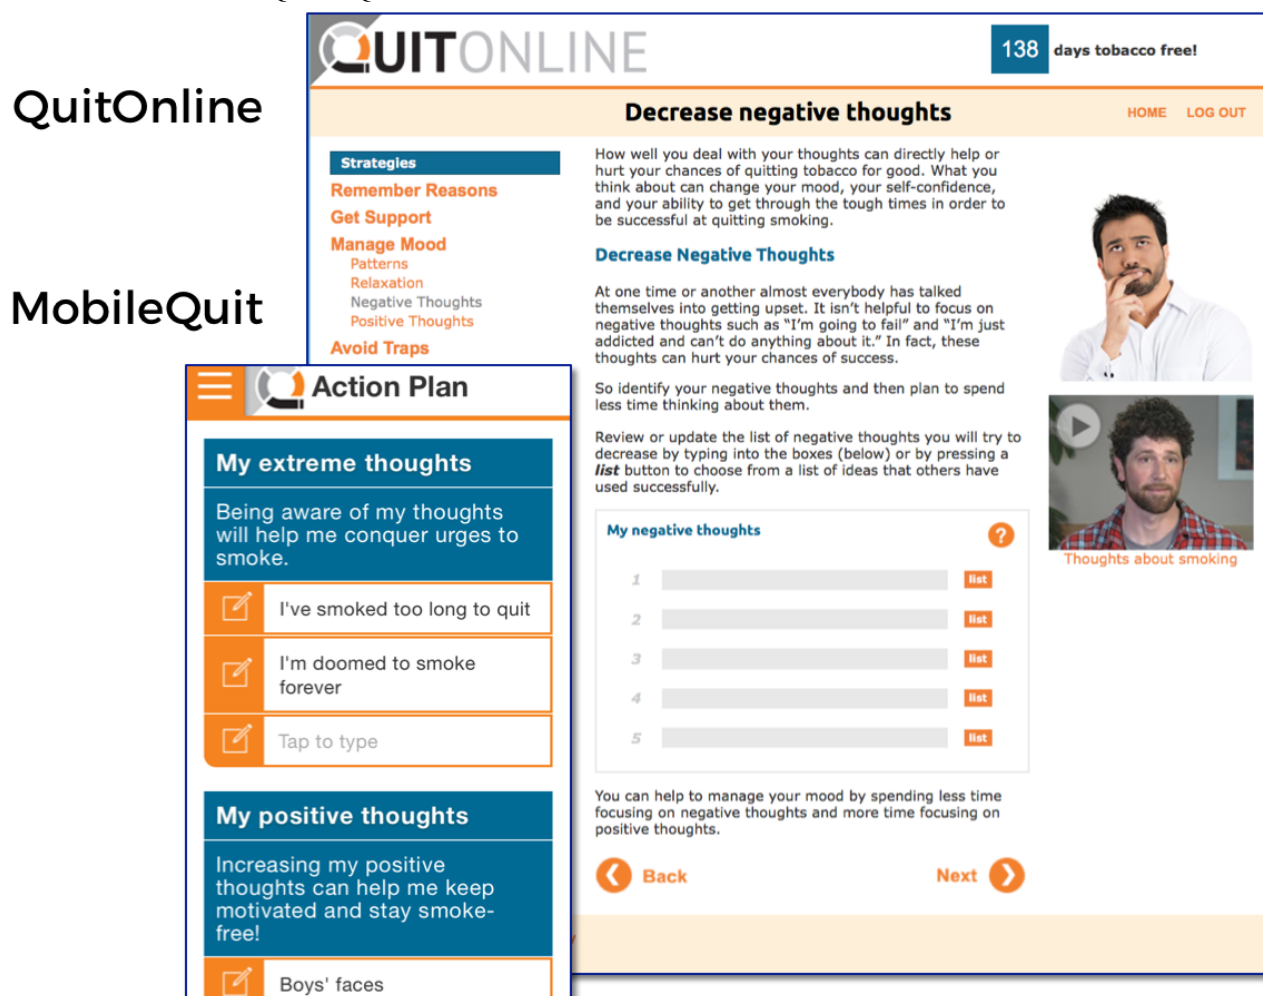 QuitOnline
MobileQuit
QUITONLINE
138 days tobacco free!
Decrease negative thoughts
HOME LOG OUT
Strategies
Remember Reasons
Get Support
Manage Mood
Patterns
Relaxation
Negative Thoughts
Positive Thoughts
Avoid Traps
How well you deal with your thoughts can directly help or
hurt your chances of quitting tobacco for good. What you
think about can change your mood, your self-confidence,
and your ability to get through the tough times in order to
be successful at quitting smoking.
Decrease Negative Thoughts
At one time or another almost everybody has talked
themselves into getting upset. It isn't helpful to focus on
negative thoughts such as "I'm going to fail" and "I'm just
addicted and can't do anything about it." In fact, these
thoughts can hurt your chances of success.
So identify your negative thoughts and then plan to spend
less time thinking about them.
Review or update the list of negative thoughts you will try to
decrease by typing into the boxes (below) or by pressing a
list button to choose from a list of ideas that others have
used successfully.
My negative thoughts ?
1 list
2 list
3 list
4 list
5 list
You can help to manage your mood by spending less time
focusing on negative thoughts and more time focusing on
positive thoughts.
Back Next
Thoughts about smoking
Action Plan
My extreme thoughts
Being aware of my thoughts
will help me conquer urges to
smoke.
I've smoked too long to quit
I'm doomed to smoke
forever
Tap to type
My positive thoughts
Increasing my positive
thoughts can help me keep
motivated and stay smoke-
free!
Boys' faces